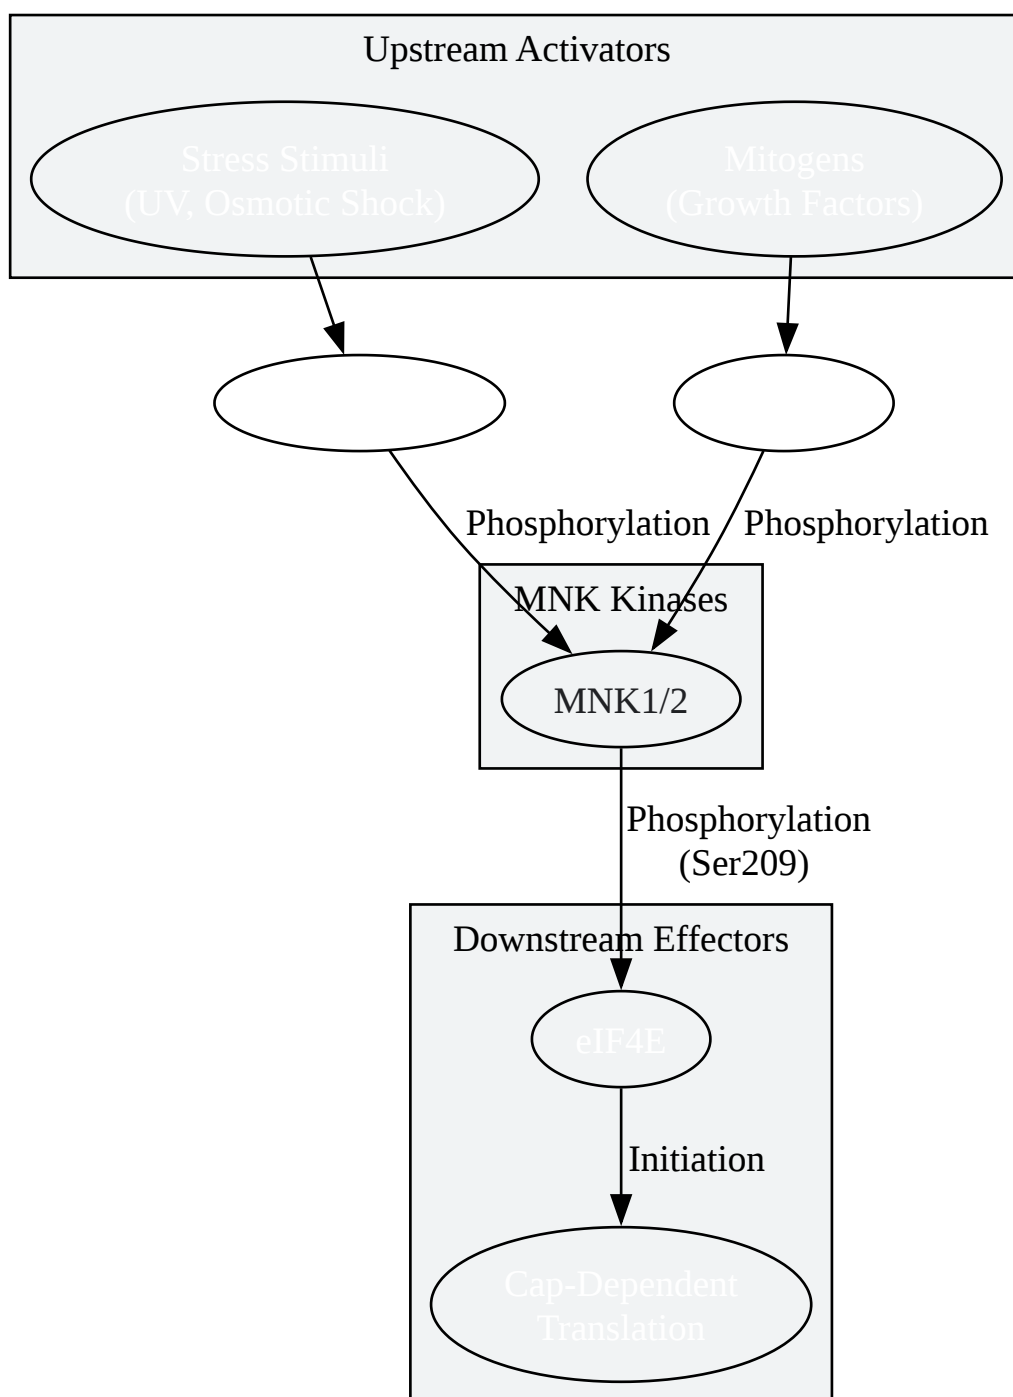 Upstream Activators
Stress Stimuli
(UV, Osmotic Shock)
Mitogens
(Growth Factors)
Phosphorylation
Phosphorylation
MNK Kinases
MNK1/2
Phosphorylation
(Ser209)
Downstream Effectors
eIF4E
Initiation
Cap-Dependent
Translation